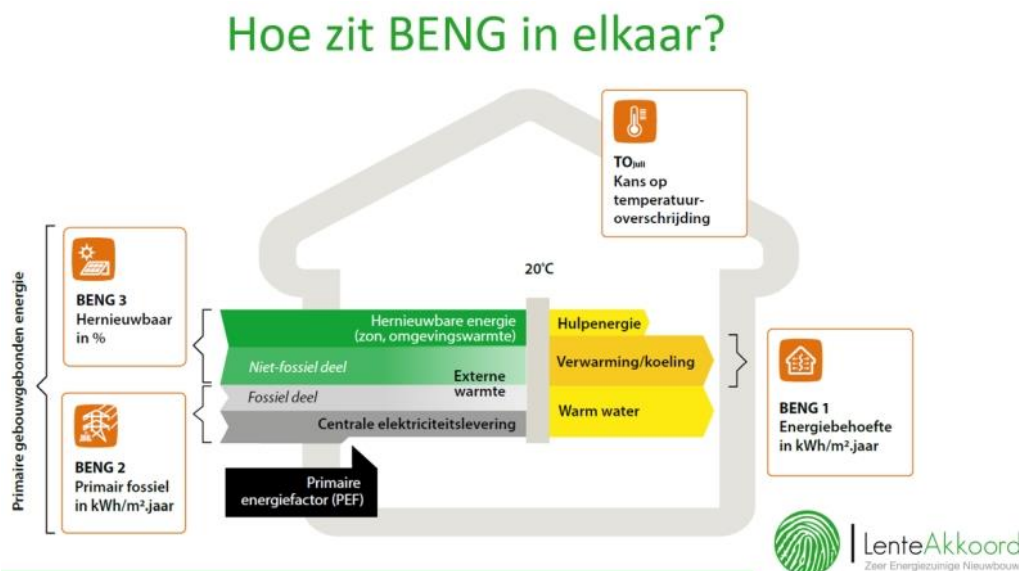 Hoe zit BENG in elkaar?
TOjuli
Kans op
temperatuur-
overschrijding
Primaire gebouwgebonden energie
BENG 3
Hernieuwbaar
in %
BENG 2
Primair fossiel
in kWh/m².jaar
20°C
Hernieuwbare energie
(zon, omgevingswarmte)
Niet-fossiel deel
Fossiel deel
Externe
warmte
Centrale elektriciteitslevering
Primaire
energiefactor (PEF)
Hulpenergie
Verwarming/koeling
Warm water
BENG 1
Energiebehoefte
in kWh/m².jaar
LenteAkkoord
Zeer Energiezuinige Nieuwbouw